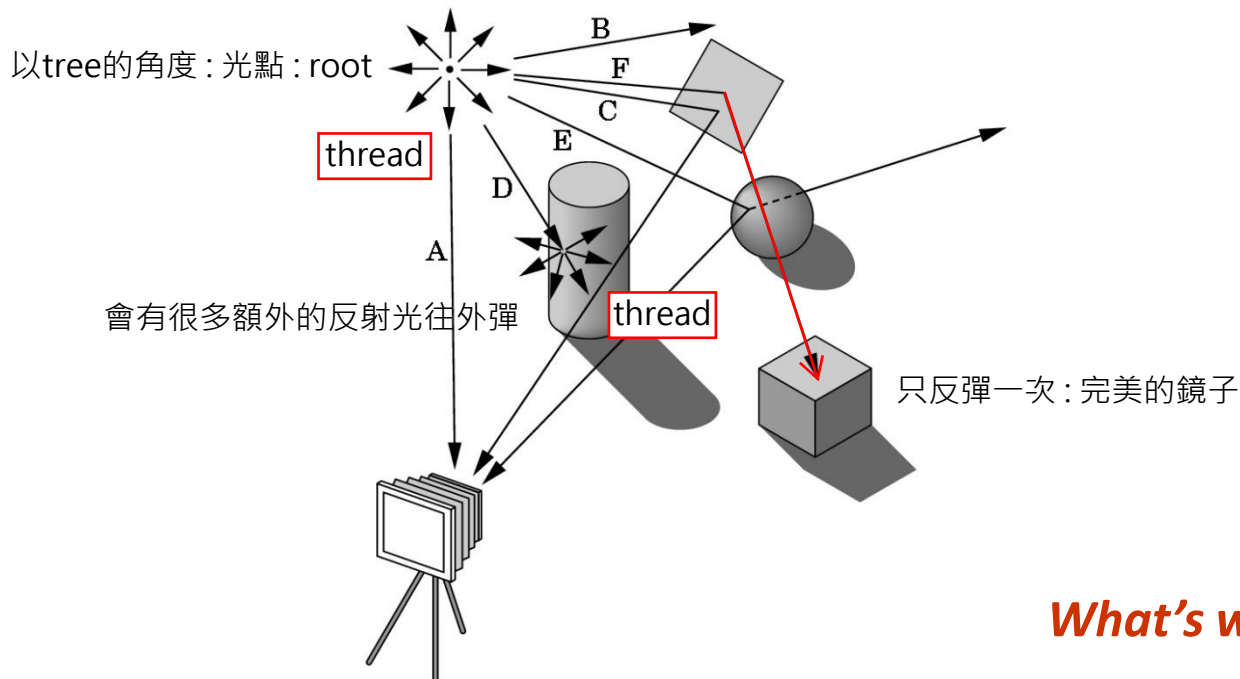 B
以tree的角度 : 光點 : root
F
C
thread
E
D
A
會有很多額外的反射光往外彈
thread
只反彈一次 : 完美的鏡子
What's w